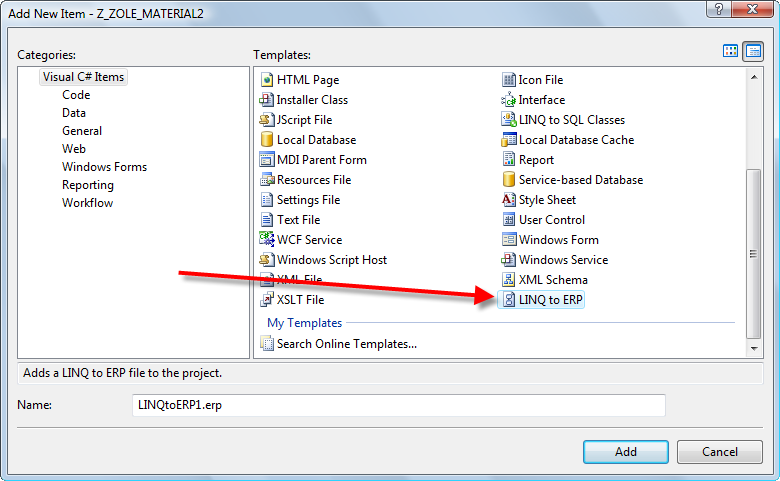 Add New Item - Z_ZOLE_MATERIAL2
Categories:
Templates:
Visual C# Items
Code
Data
General
Web
Windows Forms
Reporting
Workflow
HTML Page
Icon File
Installer Class
Interface
JScript File
LINQ to SQL Classes
Local Database
Local Database Cache
MDI Parent Form
Report
Resources File
Service-based Database
Settings File
Style Sheet
Text File
User Control
WCF Service
Windows Form
Windows Script Host
Windows Service
XML File
XML Schema
XSLT File
LINQ to ERP
My Templates
Search Online Templates...
Adds a LINQ to ERP file to the project.
Name:
LINQtoERP1.erp
Add
Cancel